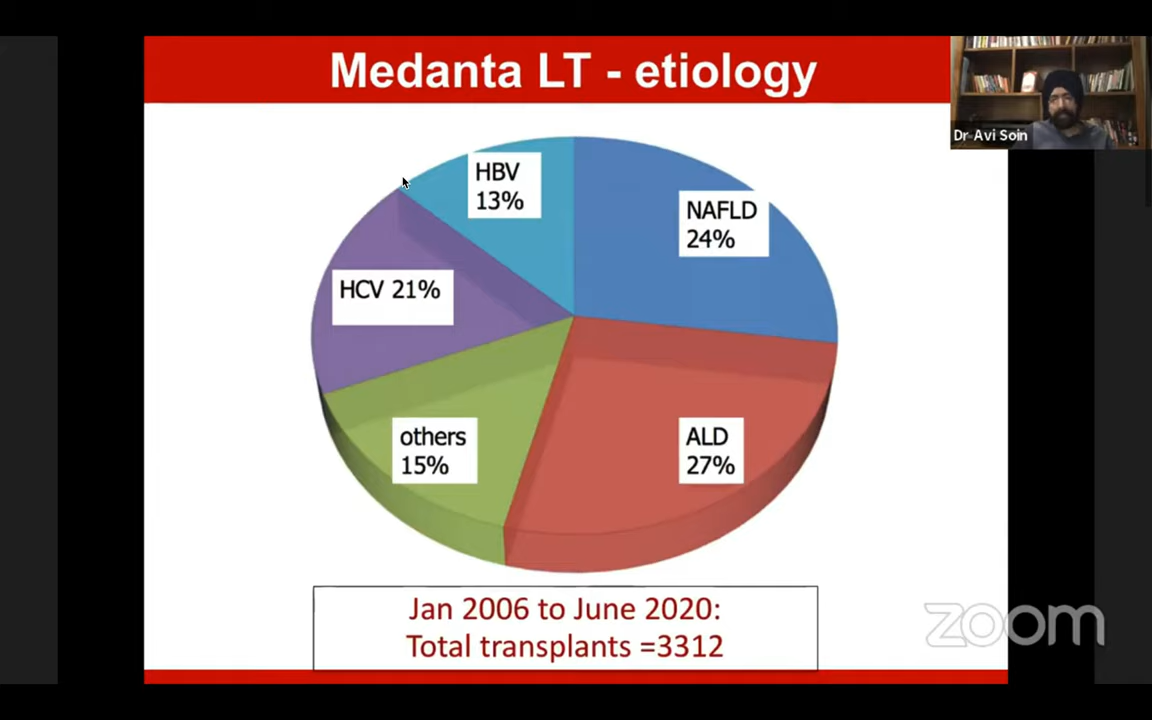 Medanta LT - etiology
Dr Avi Soin
HBV
13%
NAFLD
24%
HCV 21%
others
15%
ALD
27%
Jan 2006 to June 2020:
Total transplants =3312
zoom